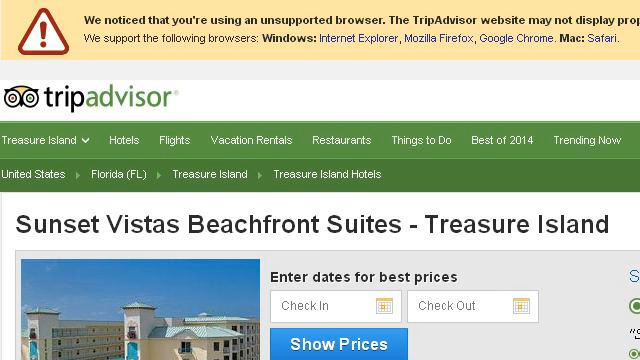 We noticed that you're using an unsupported browser. The TripAdvisor website may not display
We support the following browsers: Windows: Internet Explorer, Mozilla Firefox, Google Chrome. Mac: Safari.
tripadvisor
Treasure Island Hotels Flights Vacation Rentals Restaurants Things to Do Best of 2014 Trending Now
United States Florida (FL) Treasure Island Treasure Island Hotels
Sunset Vistas Beachfront Suites - Treasure Island
Enter dates for best prices
Check In Check Out
Show Prices